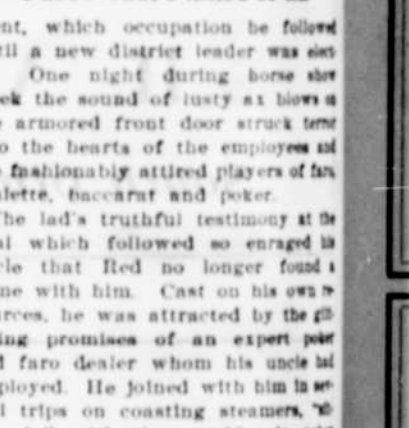 ent, which occupation he followed
til a new district leader was elect-
One night during horse show
ek the sound of lusty ax blows on
e armored front door struck terror
o the hearts of the employees and
e fashionably attired players of faro,
ulette, baccarat and poker.
The lad's truthful testimony at the
al which followed so enraged his
cle that Red no longer found a
me with him. Cast on his own re-
urces, he was attracted by the
ing promises of an expert poker
d faro dealer whom his uncle had
ployed. He joined with him in
l trips on coasting steamers,